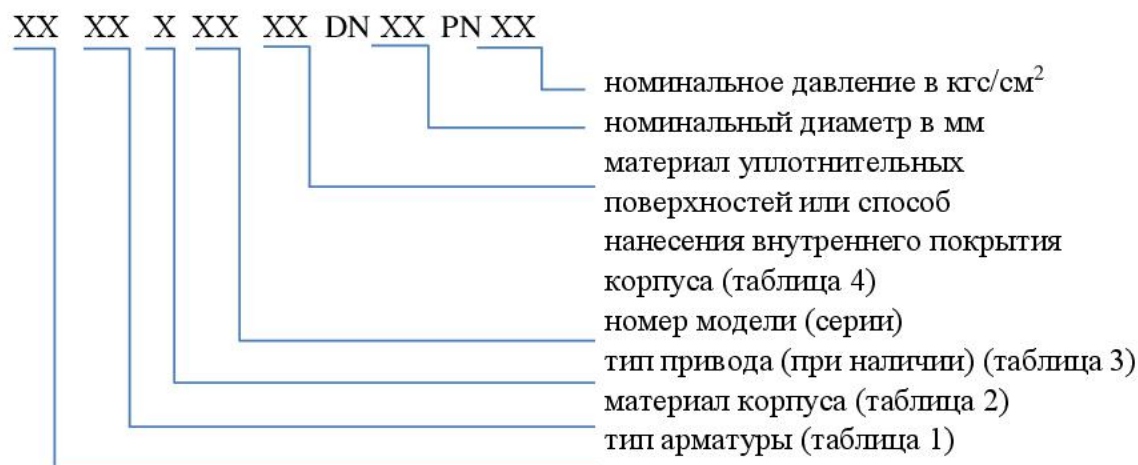 XX XX X XX XX DN XX PN XX
номинальное давление в кгс/см²
номинальный диаметр в мм
материал уплотнительных
поверхностей или способ
нанесения внутреннего покрытия
корпуса (таблица 4)
номер модели (серии)
тип привода (при наличии) (таблица 3)
материал корпуса (таблица 2)
тип арматуры (таблица 1)